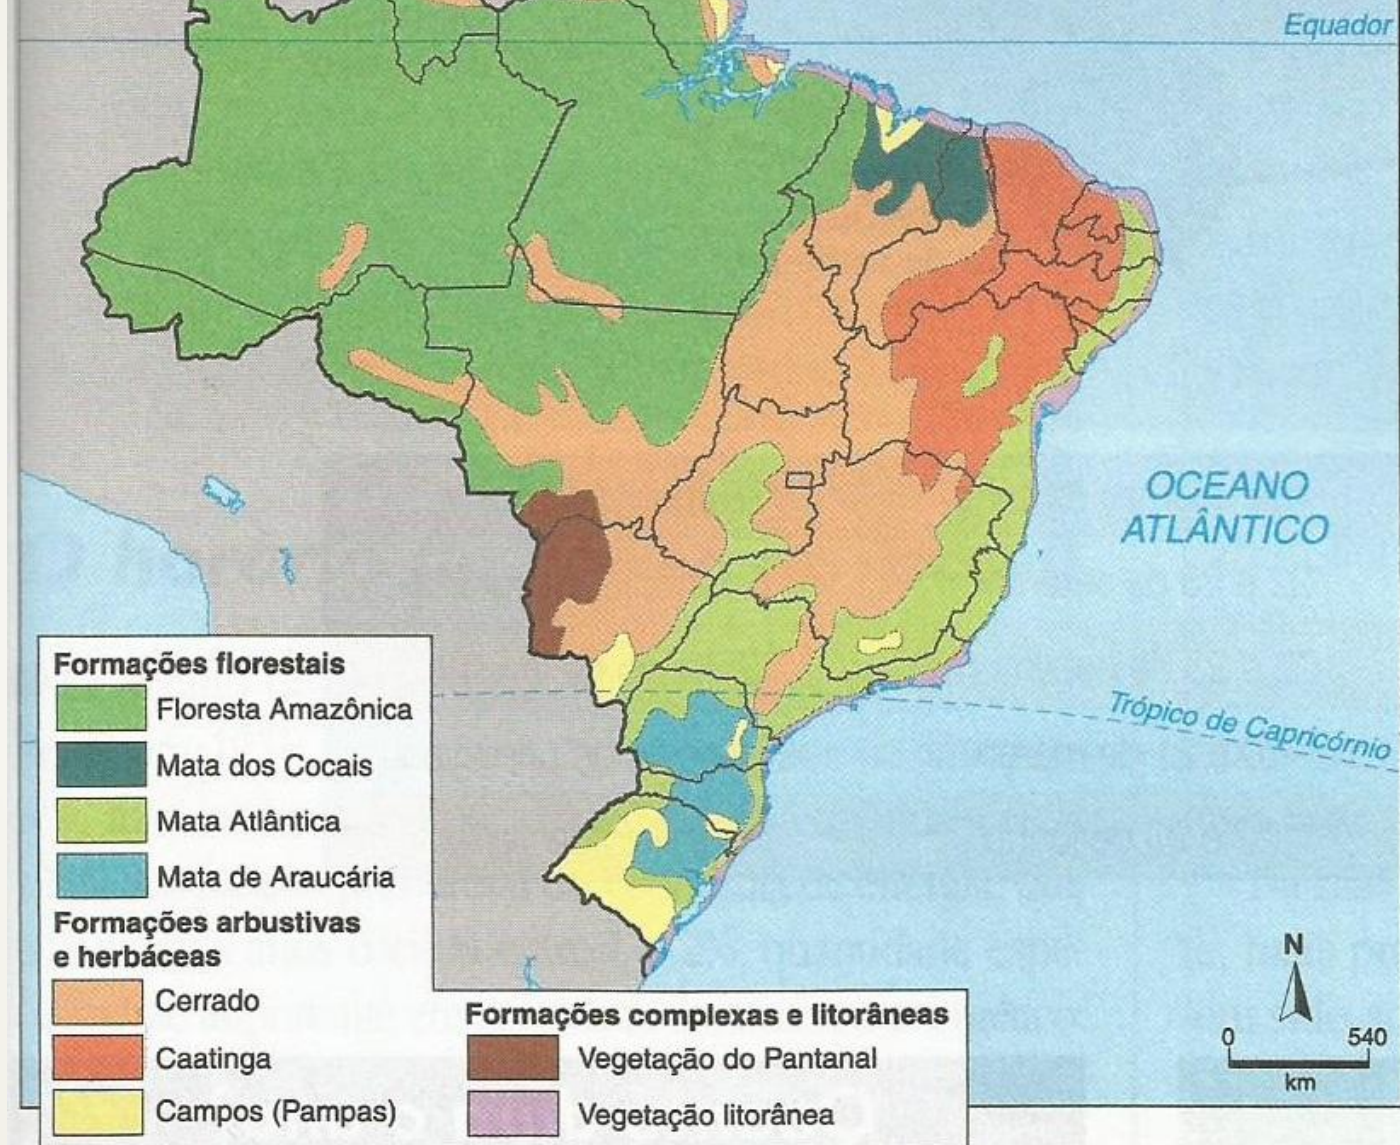 Equador
OCEANO
ATLÂNTICO
Trópico de Capricórnio
Formações florestais
Floresta Amazônica
Mata dos Cocais
Mata Atlântica
Mata de Araucária
Formações arbustivas
e herbáceas
Cerrado
Caatinga
Campos (Pampas)
Formações complexas e litorâneas
Vegetação do Pantanal
Vegetação litorânea
N
0 540
km